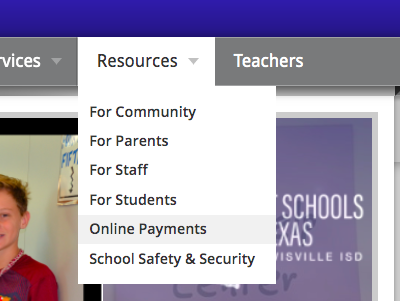 rvices Resources Teachers
For Community
For Parents
For Staff
For Students
Online Payments
School Safety & Security
T SCHOOLS
EXAS
WISVILLE ISD